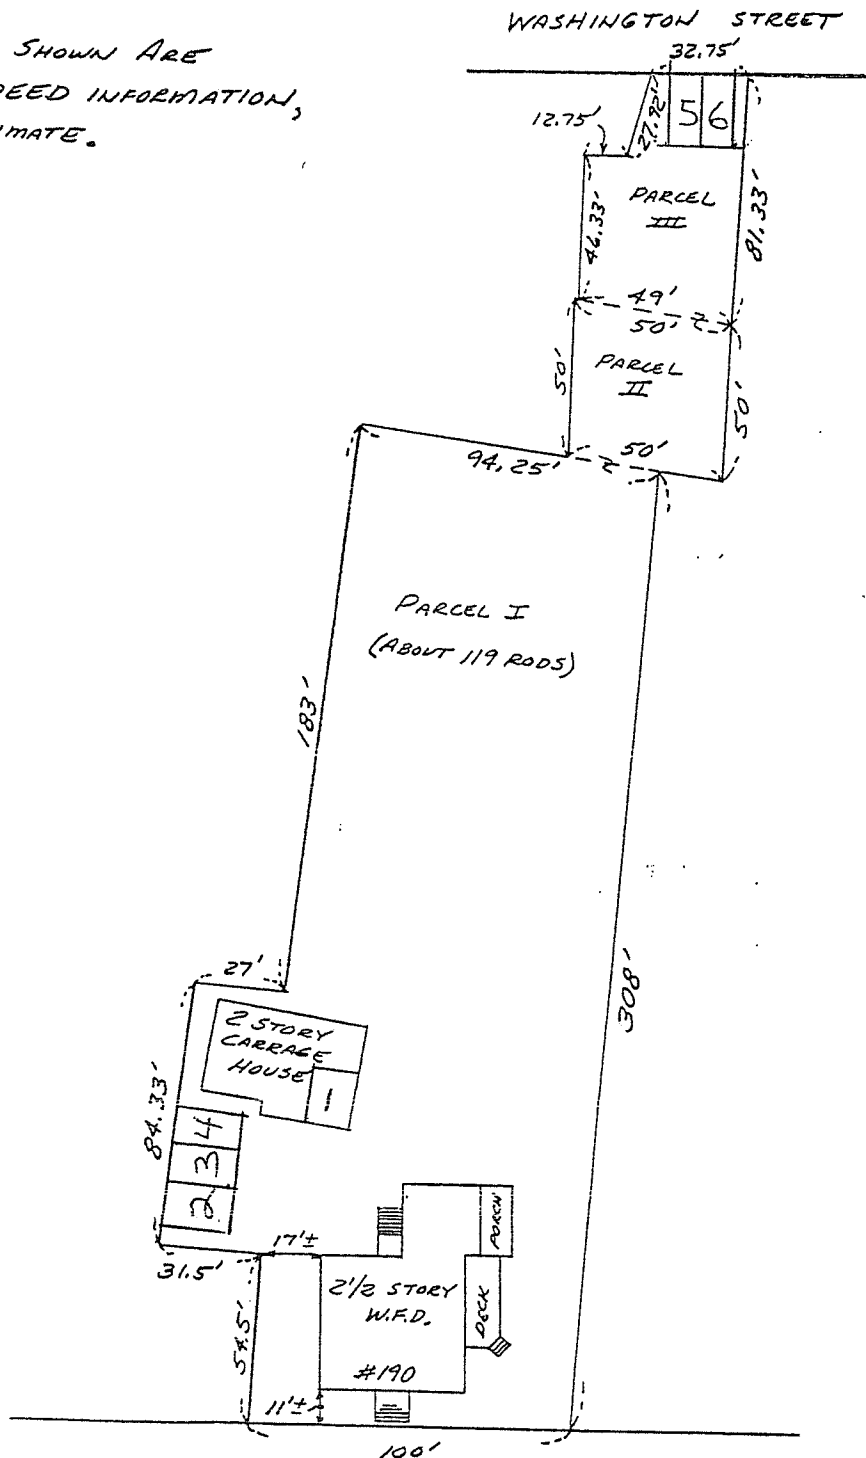 WASHINGTON STREET
SHOWN ARE
DEED INFORMATION,
IMATE.
32.75'
12.75'
27.92'
5 6
PARCEL
III
46.33'
81.33'
49'
50'
PARCEL
II
50'
50'
50'
94.25'
PARCEL I
(ABOUT 119 RODS)
183'
308'
27'
2 STORY
CARRAGE
HOUSE
1
84.33'
4
3
2
31.5'
17'±
PORCH
DECK
2 1/2 STORY
W.F.D.
#190
54.5'
11'±
100'